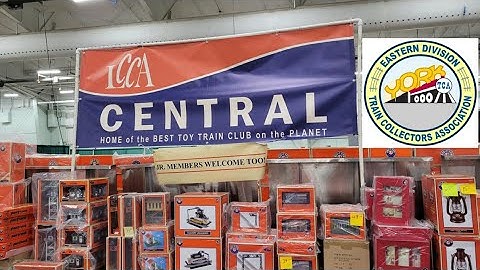 LCCA
CENTRAL
HOME of the BEST TOY TRAIN CLUB on the PLANET
JR. MEMBERS WELCOME TOO!
EASTERN DIVISION
YORK
TCA
TRAIN COLLECTORS ASSOCIATION